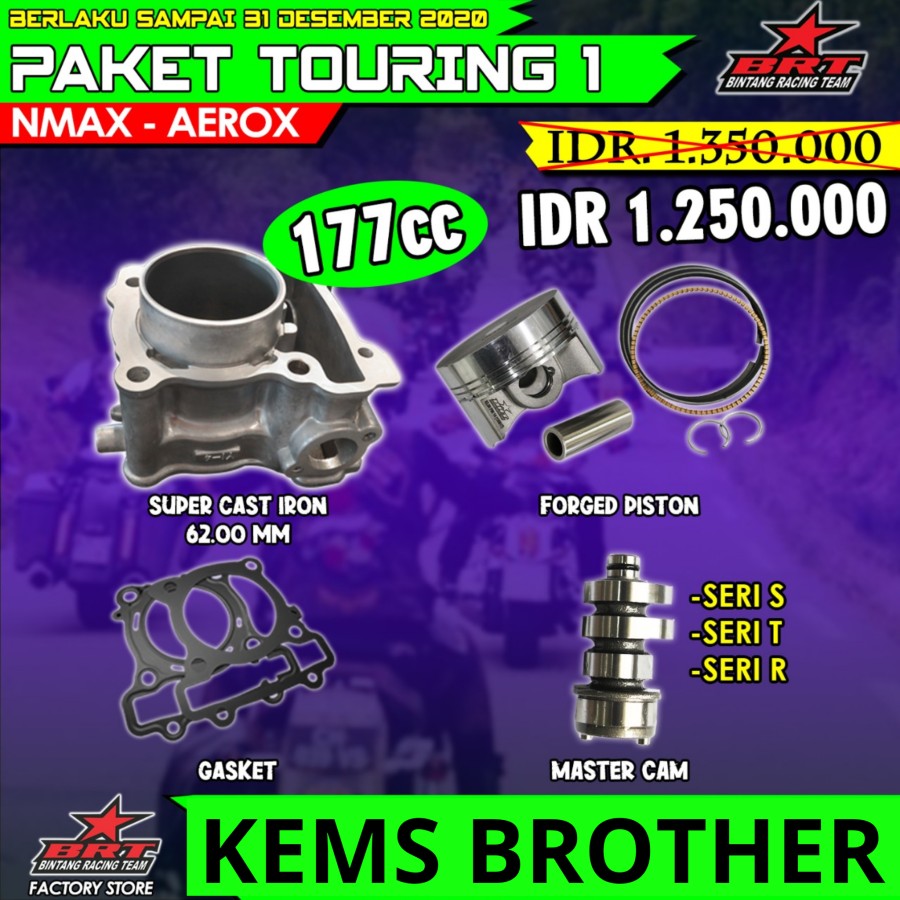 BERLAKU SAMPAI 31 DESEMBER 2020
PAKET TOURING 1
NMAX - AEROX
BRT
BINTANG RACING TEAM
IDR. 1.350.000
IDR 1.250.000
177cc
SUPER CAST IRON
62.00 MM
FORGED PISTON
-SERI S
-SERI T
-SERI R
GASKET
MASTER CAM
BRT
BINTANG RACING TEAM
FACTORY STORE
KEMS BROTHER